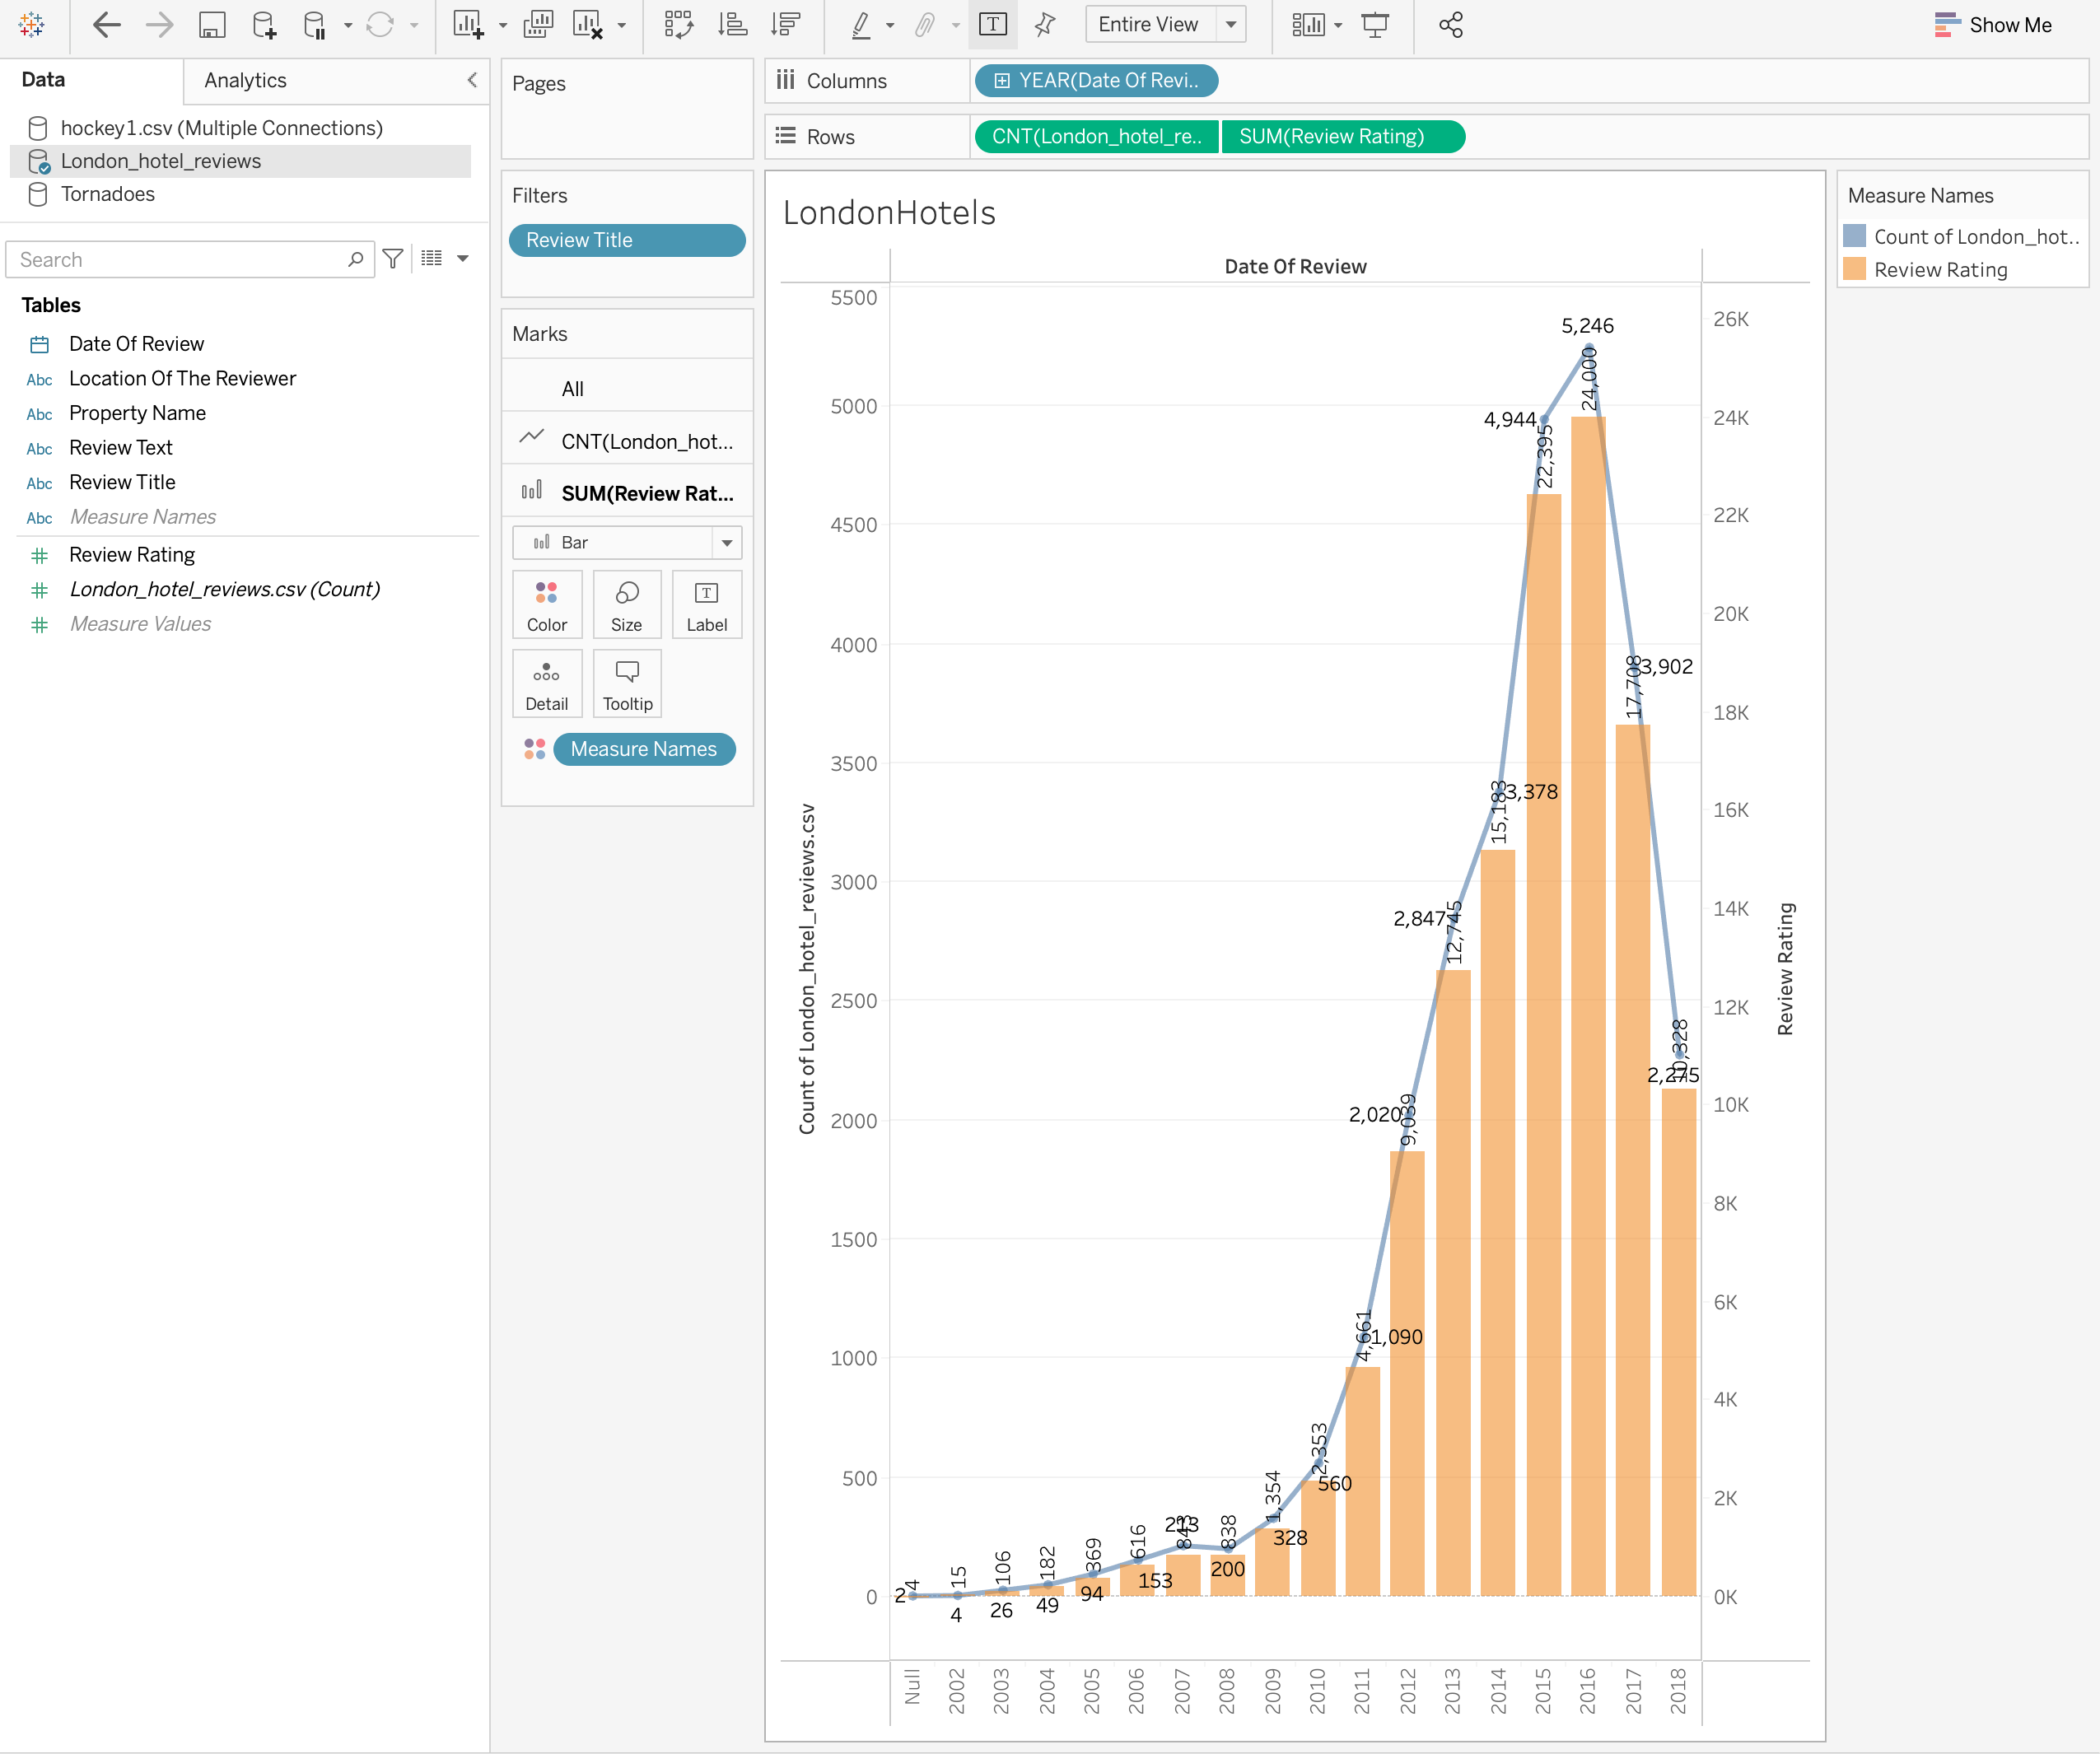 Entire View
Show Me
Data
Analytics
hockey1.csv (Multiple Connections)
London_hotel_reviews
Tornadoes
Search
Tables
Date Of Review
Abc Location Of The Reviewer
Abc Property Name
Abc Review Text
Abc Review Title
Abc Measure Names
# Review Rating
# London_hotel_reviews.csv (Count)
# Measure Values
Pages
Filters
Review Title
Marks
All
CNT(London_hot...
SUM(Review Rat...
Bar
Color
Size
T
Label
Detail
Tooltip
Measure Names
Columns
YEAR(Date Of Revi..
Rows
CNT(London_hotel_re..
SUM(Review Rating)
LondonHotels
Date Of Review
Count of London_hotel_reviews.csv
5500
5000
4500
4000
3500
3000
2500
2000
1500
1000
500
0
2
4
26
49
94
153
213
200
328
560
1,090
2,020
2,847
3,378
4,944
5,246
3,902
2,275
4
15
106
182
369
616
843
838
1,354
2,353
4,661
9,039
12,745
15,183
22,395
24,000
17,708
10,328
26K
24K
22K
20K
18K
16K
14K
12K
10K
8K
6K
4K
2K
0K
Review Rating
Null
2002
2003
2004
2005
2006
2007
2008
2009
2010
2011
2012
2013
2014
2015
2016
2017
2018
Measure Names
Count of London_hot..
Review Rating